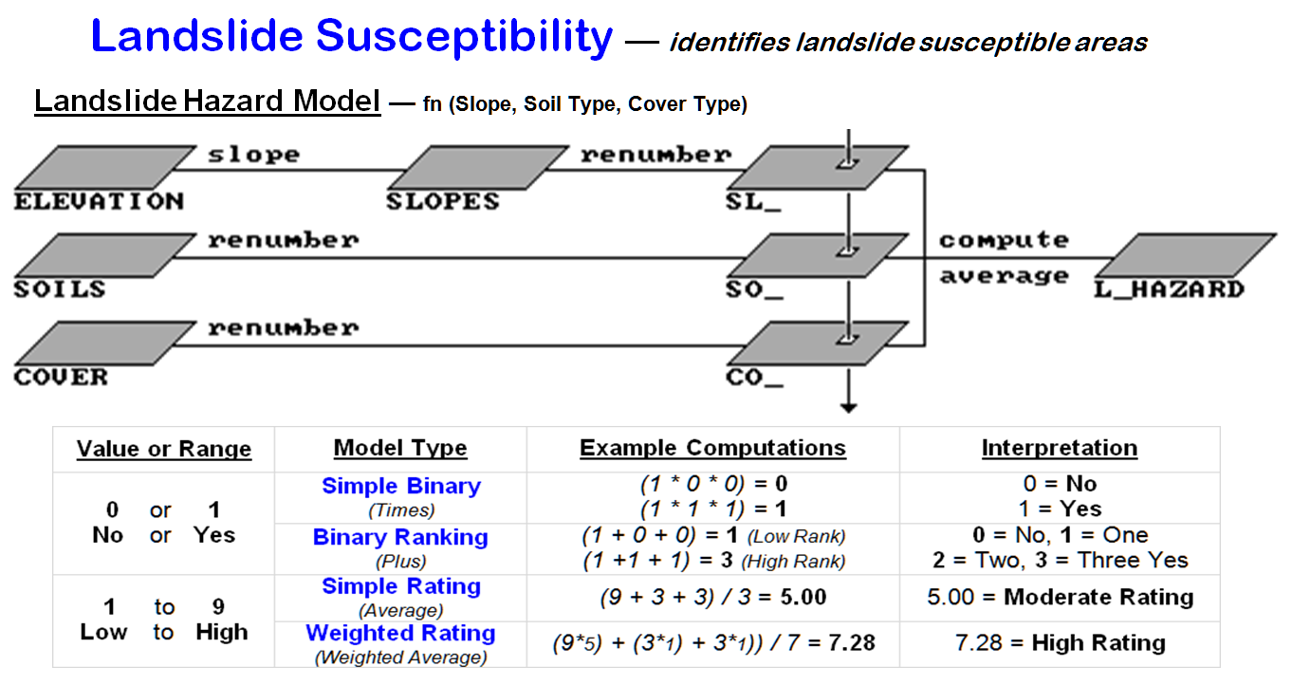 Landslide Susceptibility — identifies landslide susceptible areas
Landslide Hazard Model — fn (Slope, Soil Type, Cover Type)
slope renumber
ELEVATION SLOPES SL_
renumber compute
SOILS SO_ average L_HAZARD
renumber
COVER CO_
Value or Range Model Type Example Computations Interpretation
0 or 1
No or Yes
Simple Binary
(Times)
(1 * 0 * 0) = 0
(1 * 1 * 1) = 1
0 = No
1 = Yes
Binary Ranking
(Plus)
(1 + 0 + 0) = 1 (Low Rank)
(1 +1 + 1) = 3 (High Rank)
0 = No, 1 = One
2 = Two, 3 = Three Yes
1 to 9
Low to High
Simple Rating
(Average)
(9 + 3 + 3) / 3 = 5.00
5.00 = Moderate Rating
Weighted Rating
(Weighted Average)
(9*5) + (3*1) + 3*1)) / 7 = 7.28
7.28 = High Rating